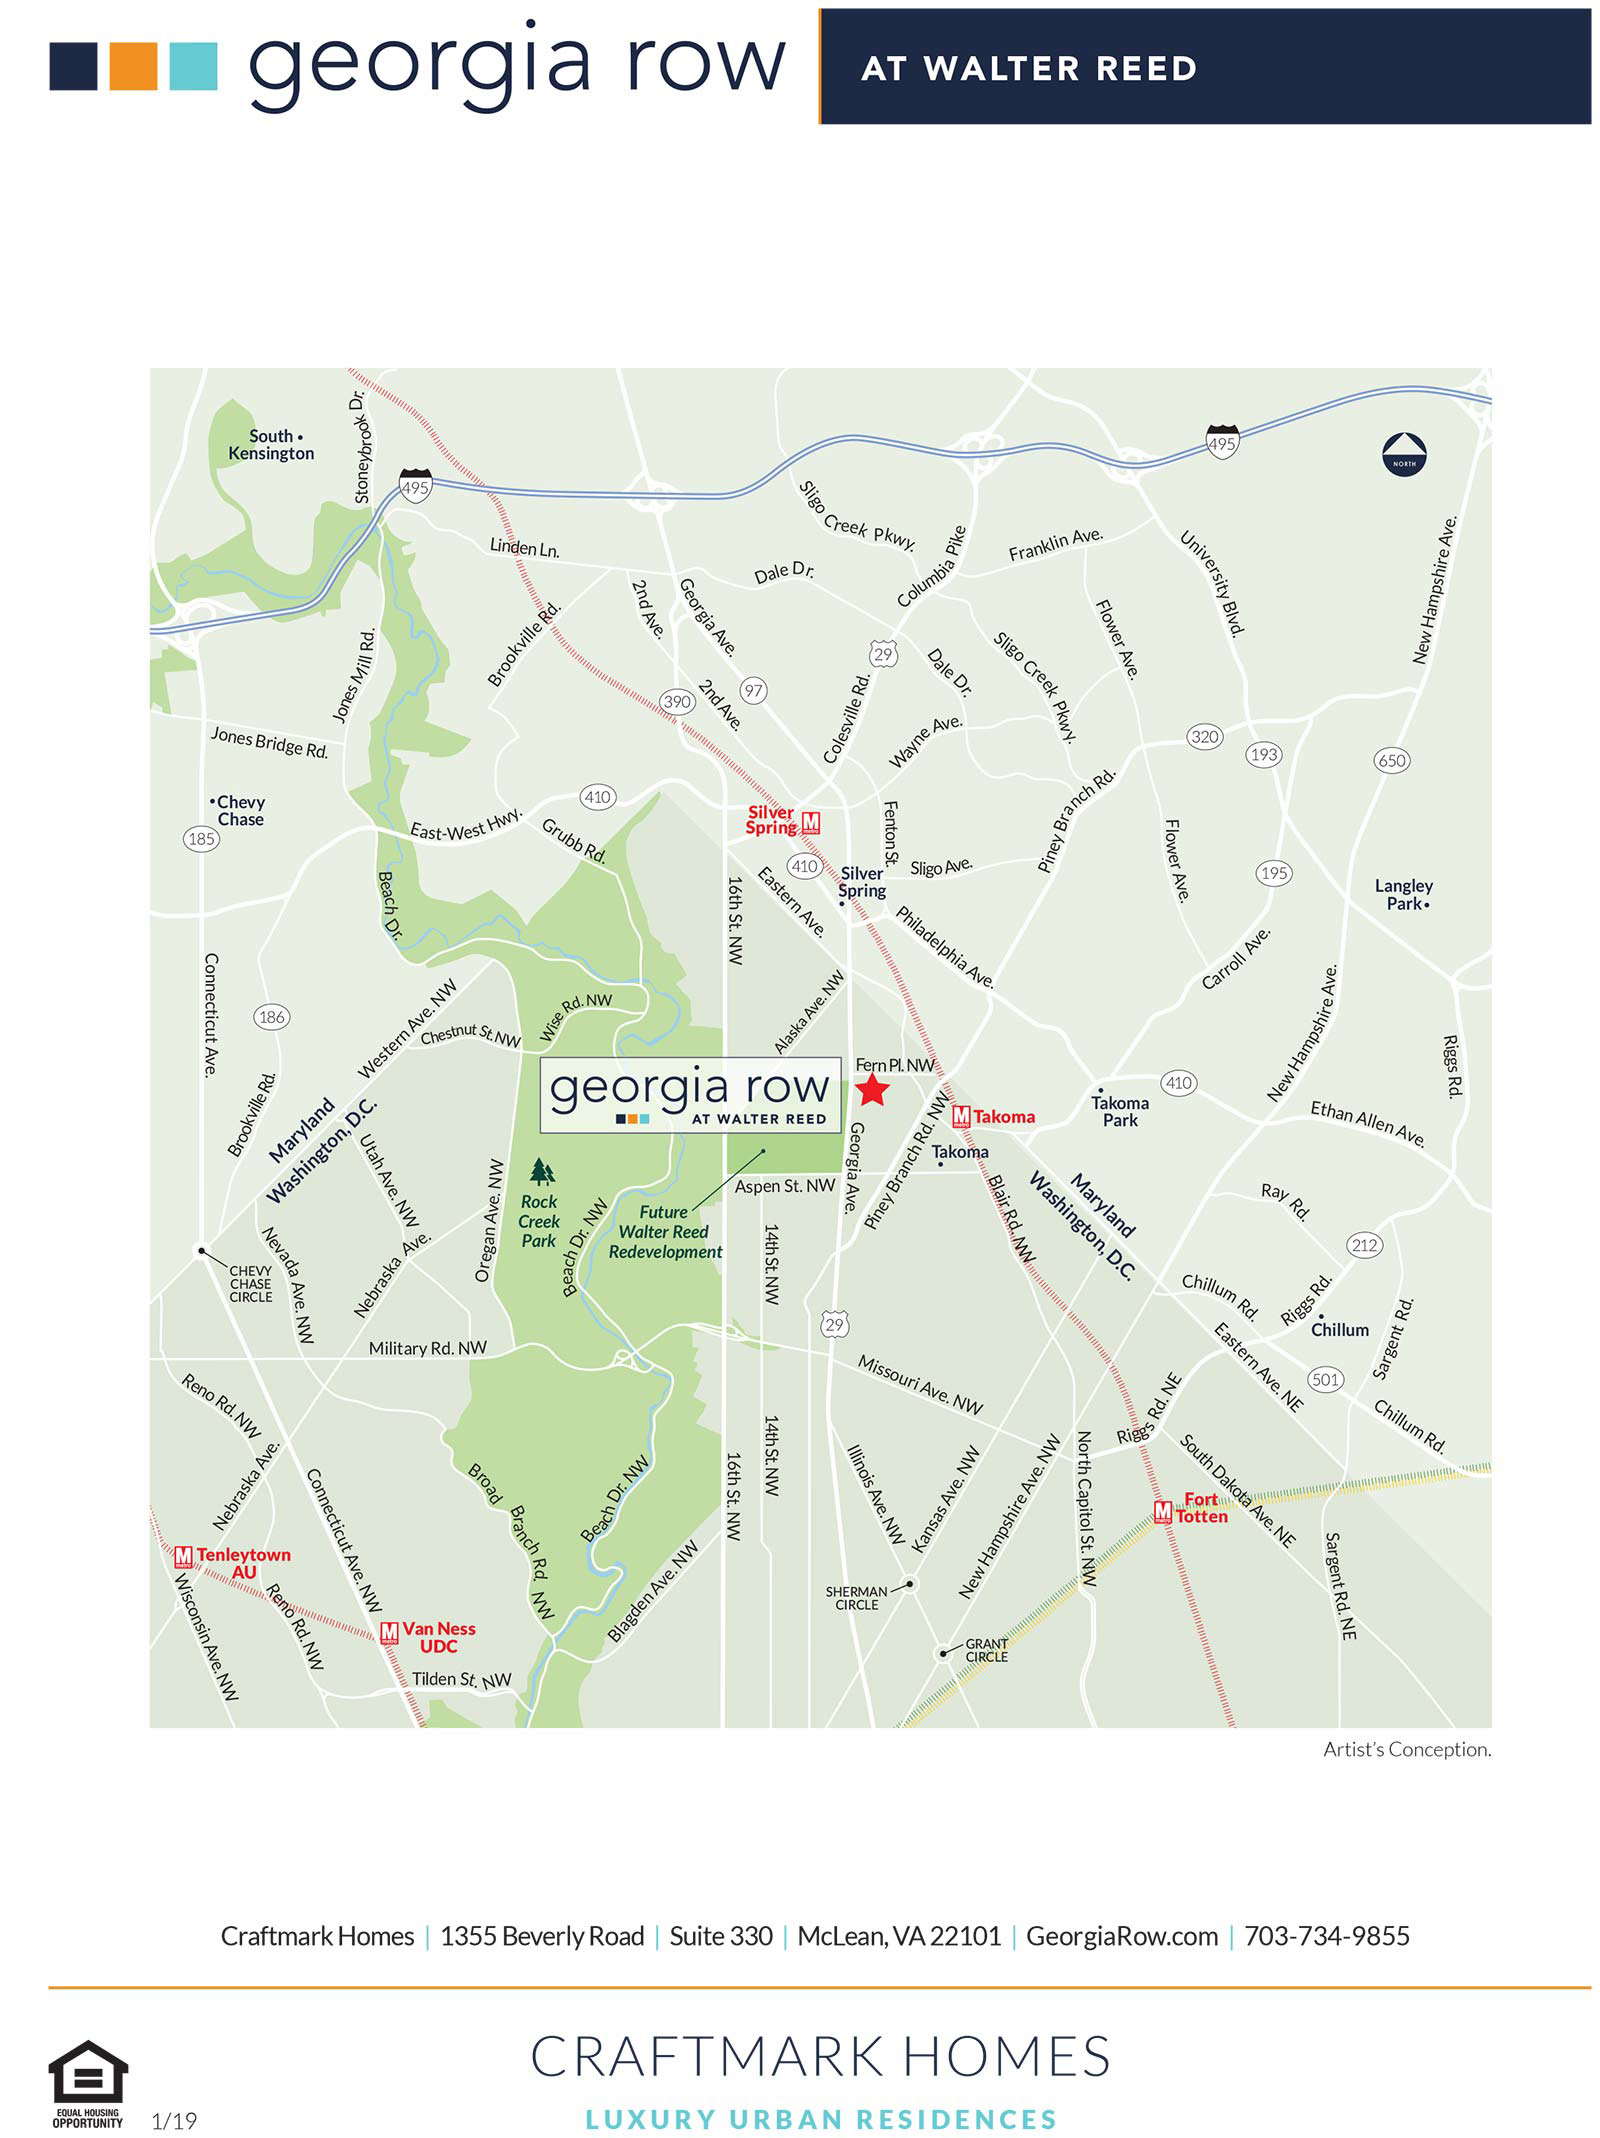 georgia row
AT WALTER REED
South
Kensington
Stoneybrook Dr.
495
495
NORTH
Sligo Creek Pkwy.
Linden Ln.
Dale Dr.
Columbia Pike
Franklin Ave.
University Blvd.
New Hampshire Ave.
2nd Ave.
Georgia Ave.
Brookville Rd.
Flower Ave.
Jones Mill Rd.
29
Dale Dr.
Sligo Creek Pkwy.
390
2nd Ave.
97
Colesville Rd.
Wayne Ave.
Jones Bridge Rd.
320
193
650
Chevy
Chase
185
410
East-West Hwy.
Grubb Rd.
Silver
Spring
M
metro
Fenton St.
Piney Branch Rd.
410
Silver
Spring
Sligo Ave.
Flower Ave.
195
Langley
Park
Beach Dr.
16th St. NW
Eastern Ave.
Philadelphia Ave.
Carroll Ave.
Connecticut Ave.
Western Ave. NW
186
Chestnut St. NW
Wise Rd. NW
Alaska Ave. NW
New Hampshire Ave.
Riggs Rd.
Fern Pl. NW
georgia row
AT WALTER REED
Brookville Rd.
Maryland
Washington, D.C.
Utah Ave. NW
M
metro
Takoma
410
Takoma
Park
Ethan Allen Ave.
Georgia Ave.
Piney Branch Rd. NW
Takoma
Oregan Ave. NW
Rock
Creek
Park
Beach Dr. NW
Future
Walter Reed
Redevelopment
Aspen St. NW
Blair Rd. NW
Maryland
Washington, D.C.
Ray Rd.
212
CHEVY
CHASE
CIRCLE
Nevada Ave. NW
Nebraska Ave.
14th St. NW
29
Chillum Rd.
Riggs Rd.
Chillum
Sargent Rd.
Military Rd. NW
Missouri Ave. NW
Eastern Ave. NE
501
Chillum Rd.
Reno Rd. NW
Riggs Rd. NE
Nebraska Ave.
Connecticut Ave. NW
Broad
Branch Rd. NW
Beach Dr. NW
16th St. NW
14th St. NW
Illinois Ave. NW
Kansas Ave. NW
New Hampshire Ave. NW
North Capitol St. NW
South Dakota Ave. NE
M
metro
Fort
Totten
M
metro
Tenleytown
AU
Wisconsin Ave. NW
Reno Rd. NW
M
metro
Van Ness
UDC
Tilden St. NW
Blagden Ave. NW
SHERMAN
CIRCLE
GRANT
CIRCLE
Sargent Rd. NE
Artist's Conception.
Craftmark Homes | 1355 Beverly Road | Suite 330 | McLean, VA 22101 | GeorgiaRow.com | 703-734-9855
CRAFTMARK HOMES
LUXURY URBAN RESIDENCES
EQUAL HOUSING
OPPORTUNITY
1/19